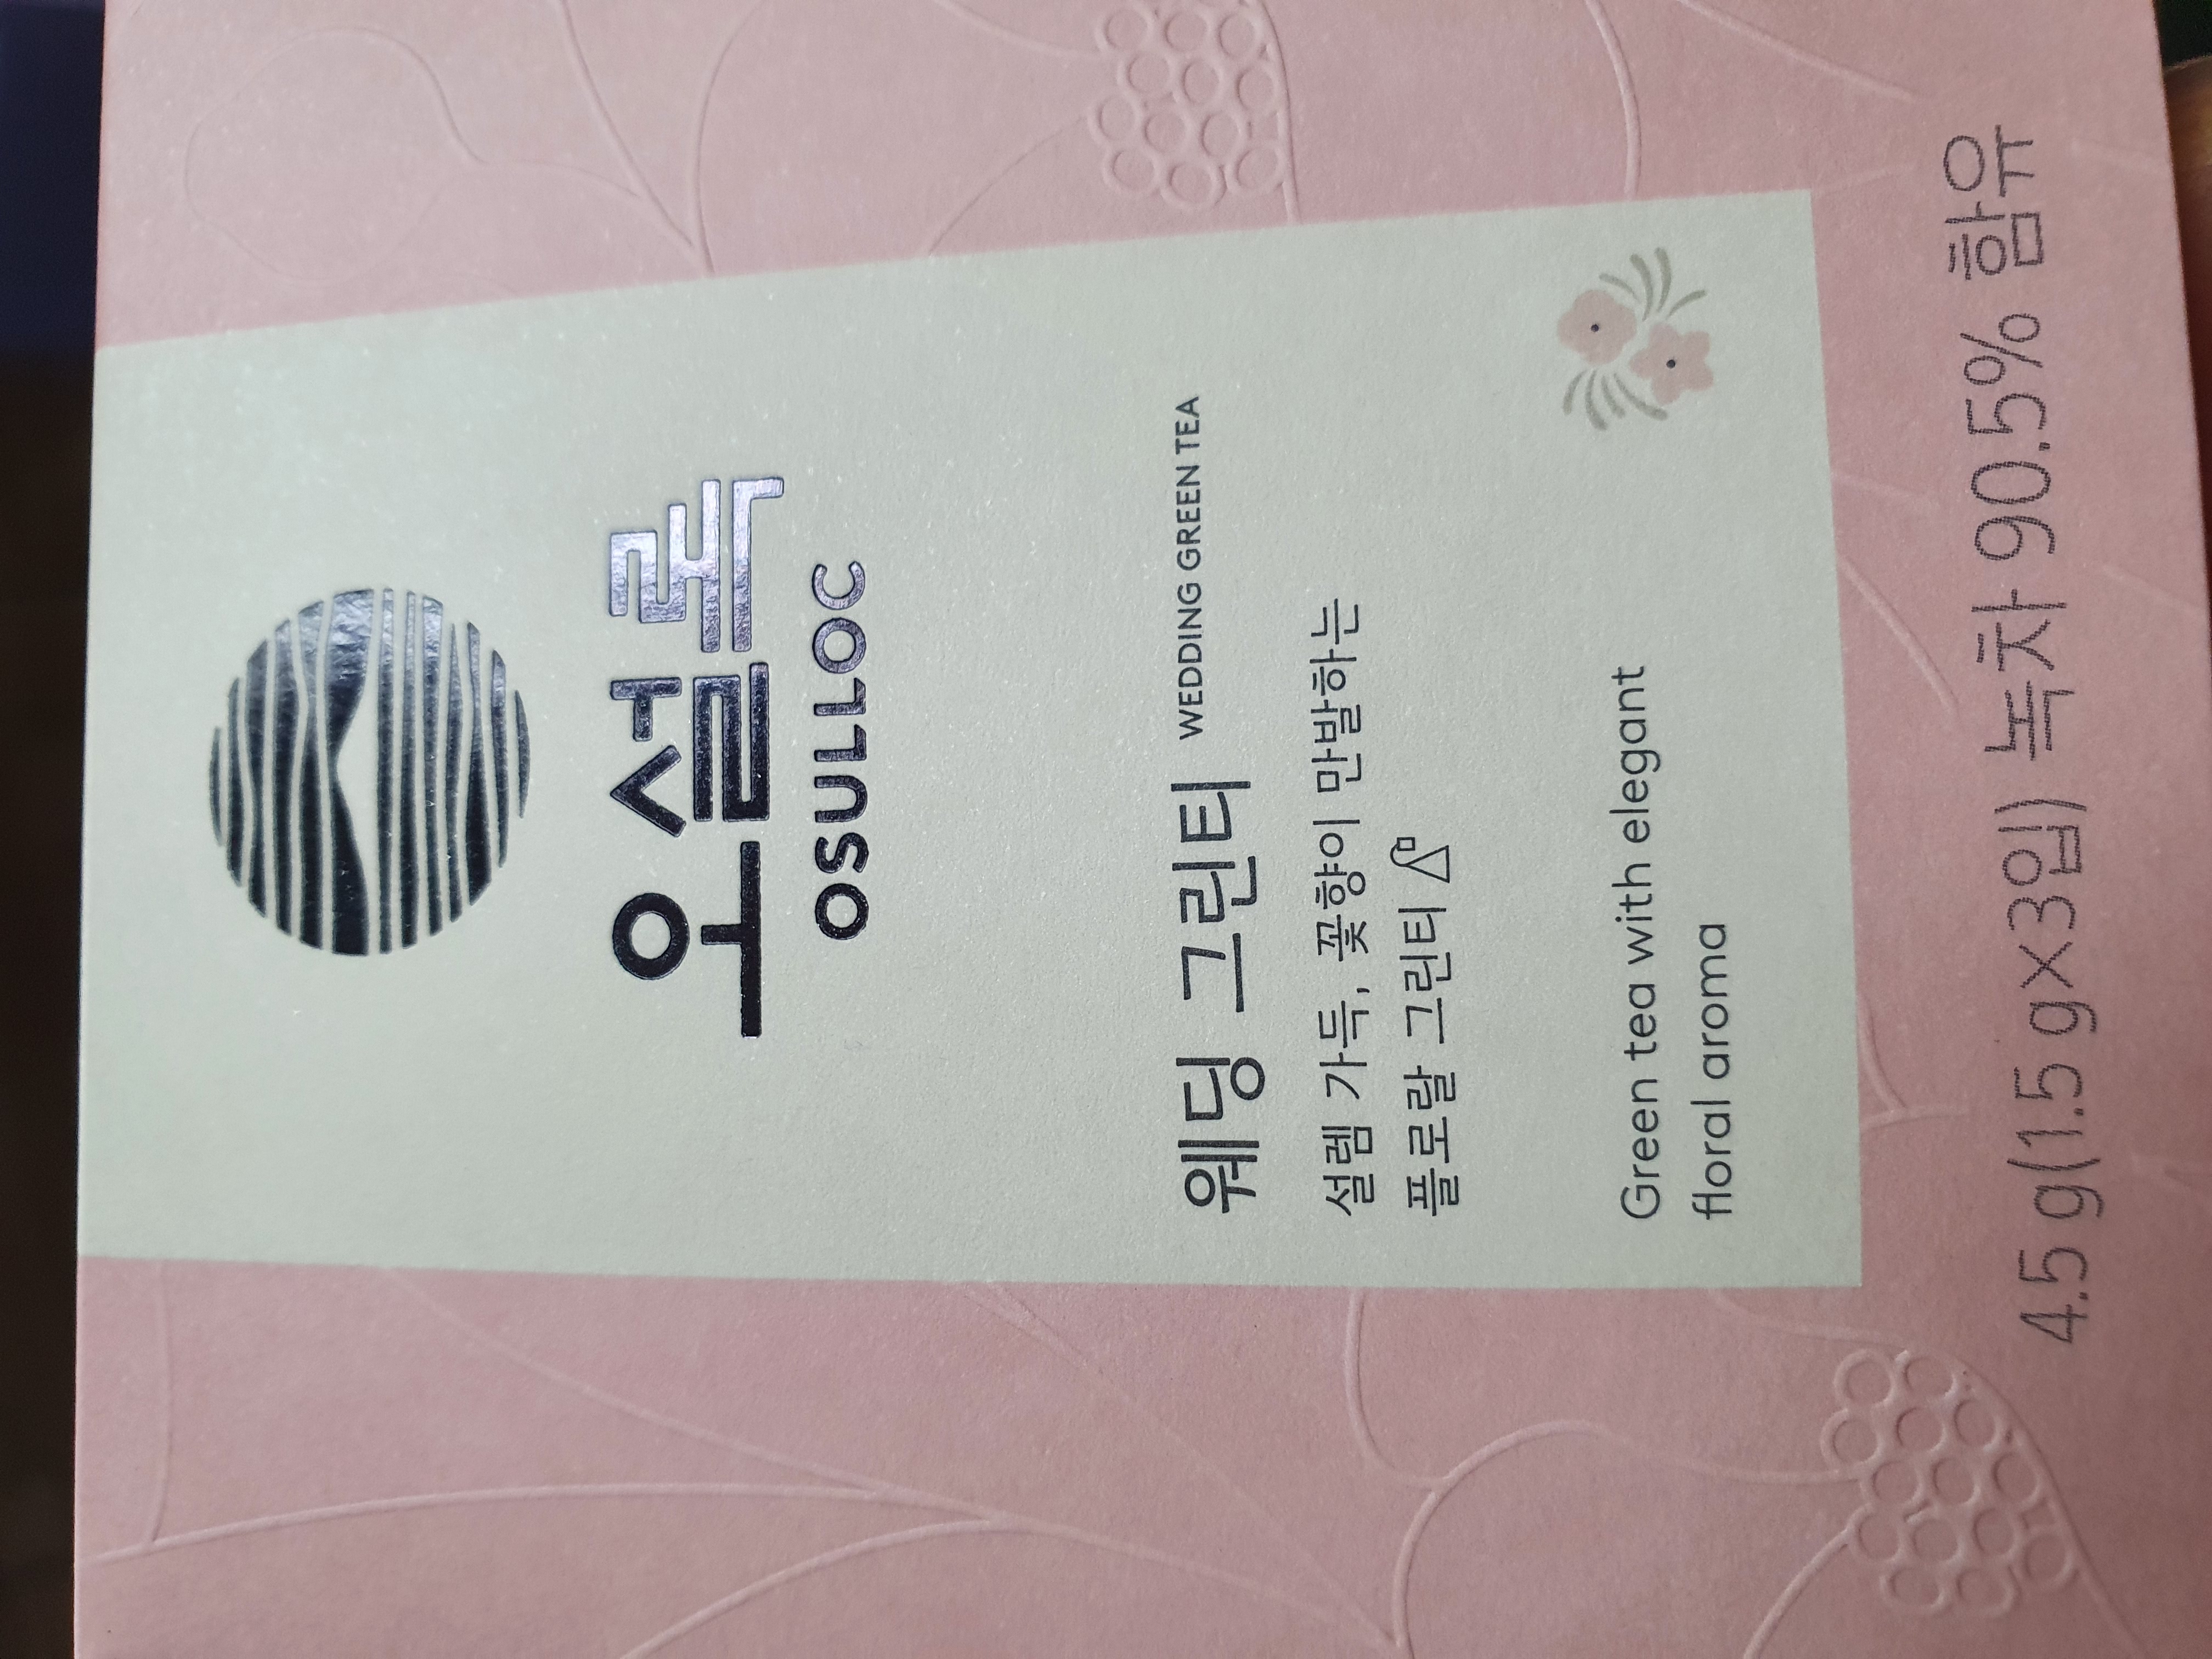 오설록
OSULLOC
웨딩 그린티 WEDDING GREEN TEA
설렘 가득, 꽃향이 만발하는
플로랄 그린티
Green tea with elegant
floral aroma
4.5 g(1.5 g×3입) 녹차 90.5% 함유